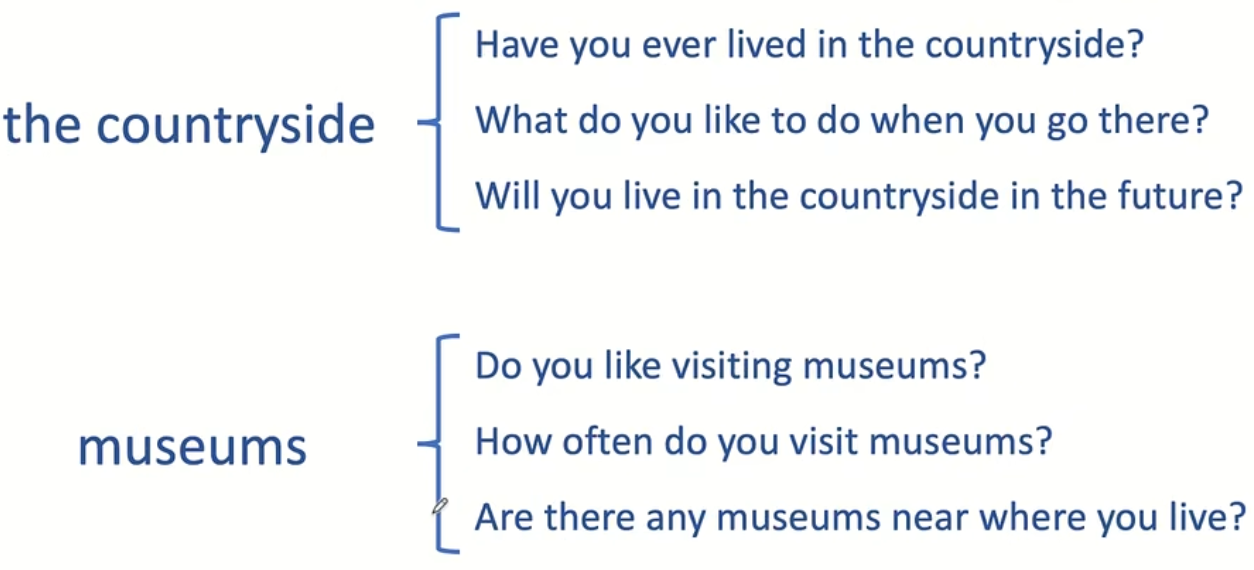 the countryside
Have you ever lived in the countryside?
What do you like to do when you go there?
Will you live in the countryside in the future?
museums
Do you like visiting museums?
How often do you visit museums?
Are there any museums near where you live?